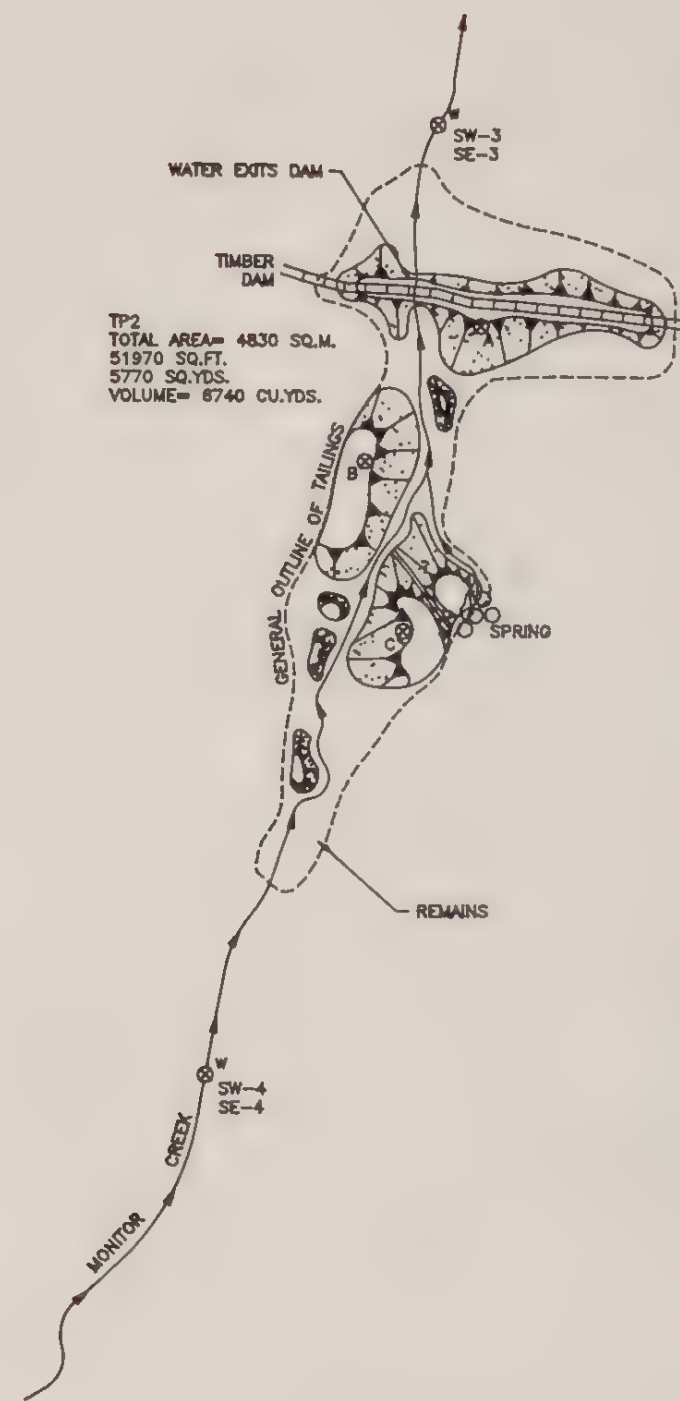 W
SW-3
SE-3
WATER EXITS DAM
TIMBER
DAM
TP2
TOTAL AREA= 4830 SQ.M.
51970 SQ.FT.
5770 SQ.YDS.
VOLUME= 6740 CU.YDS.
A
B
GENERAL OUTLINE OF TAILINGS
C
SPRING
REMAINS
W
SW-4
SE-4
MONITOR CREEK